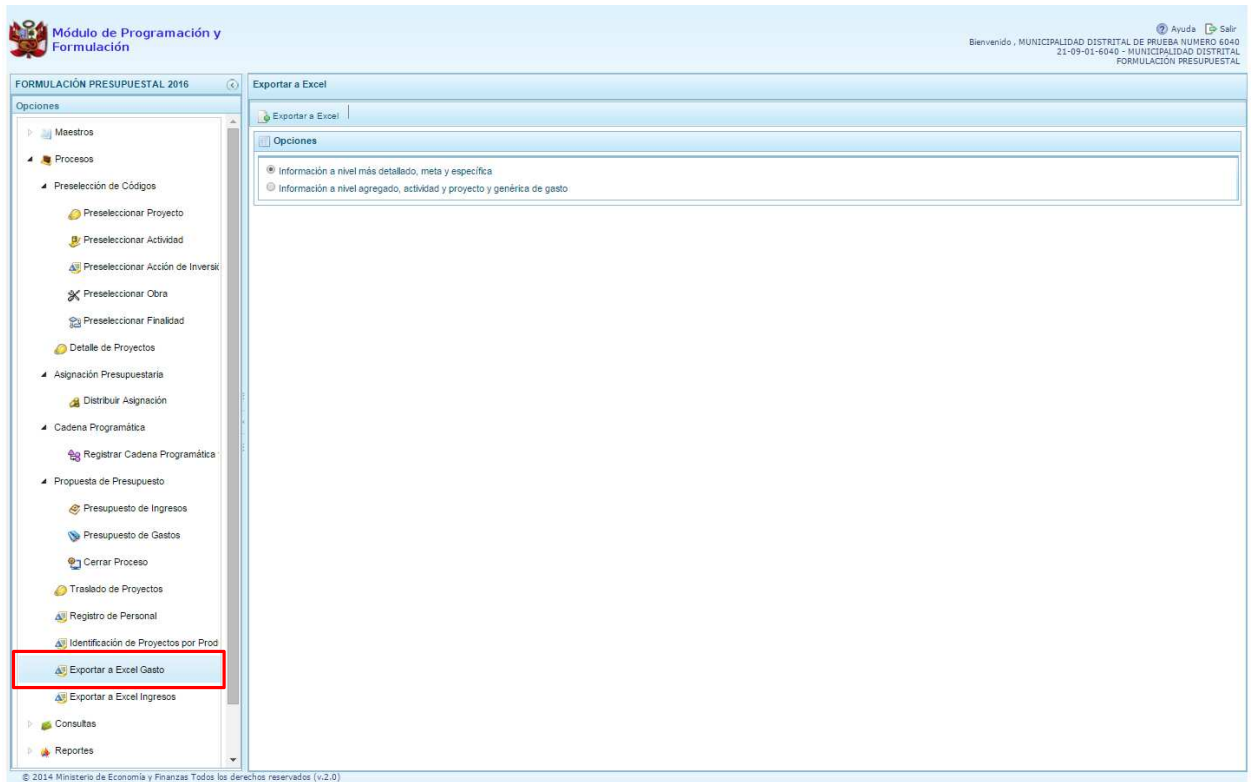 Módulo de Programación y
Formulación
Ayuda Salir
Bienvenido , MUNICIPALIDAD DISTRITAL DE PRUEBA NUMERO 6040
21-09-01-6040 - MUNICIPALIDAD DISTRITAL
FORMULACIÓN PRESUPUESTAL
FORMULACIÓN PRESUPUESTAL 2016
Opciones
Maestros
Procesos
Preselección de Códigos
Preseleccionar Proyecto
Preseleccionar Actividad
Preseleccionar Acción de Inversió
Preseleccionar Obra
Preseleccionar Finalidad
Detalle de Proyectos
Asignación Presupuestaria
Distribuir Asignación
Cadena Programática
Registrar Cadena Programática
Propuesta de Presupuesto
Presupuesto de Ingresos
Presupuesto de Gastos
Cerrar Proceso
Traslado de Proyectos
Registro de Personal
Identificación de Proyectos por Prod
Exportar a Excel Gasto
Exportar a Excel Ingresos
Consultas
Reportes
Exportar a Excel
Exportar a Excel
Opciones
Información a nivel más detallado, meta y específica
Información a nivel agregado, actividad y proyecto y genérica de gasto
© 2014 Ministerio de Economía y Finanzas Todos los derechos reservados (v.2.0)